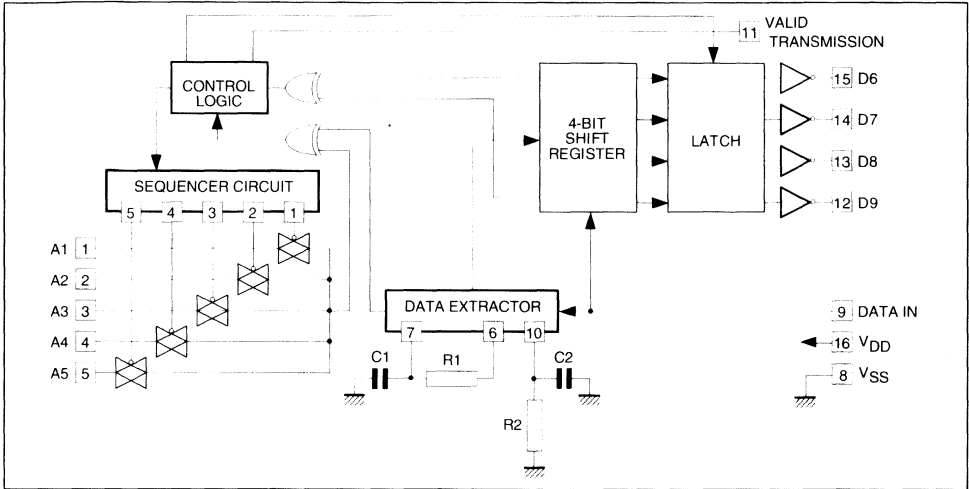 11 VALID
TRANSMISSION
CONTROL
LOGIC
4-BIT
SHIFT
REGISTER
LATCH
15 D6
14 D7
13 D8
12 D9
SEQUENCER CIRCUIT
5 4 3 2 1
A1 1
A2 2
A3 3
A4 4
A5 5
DATA EXTRACTOR
7 6 10
C1
R1
C2
R2
9 DATA IN
16 VDD
8 VSS